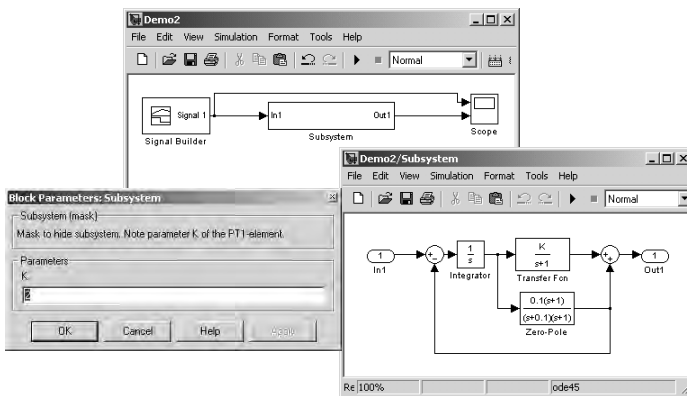 Demo2
File Edit View Simulation Format Tools Help
Normal
Signal 1
Signal Builder
In1
Out1
Subsystem
Scope
Demo2/Subsystem
File Edit View Simulation Format Tools Help
Normal
1
In1
1
s
Integrator
K
s+1
Transfer Fcn
0.1(s+1)
(s+0.1)(s+1)
Zero-Pole
1
Out1
Re 100%
ode45
Block Parameters: Subsystem
Subsystem (mask)
Mask to hide subsystem. Note parameter K of the PT1-element.
Parameters
K
OK Cancel Help Apply